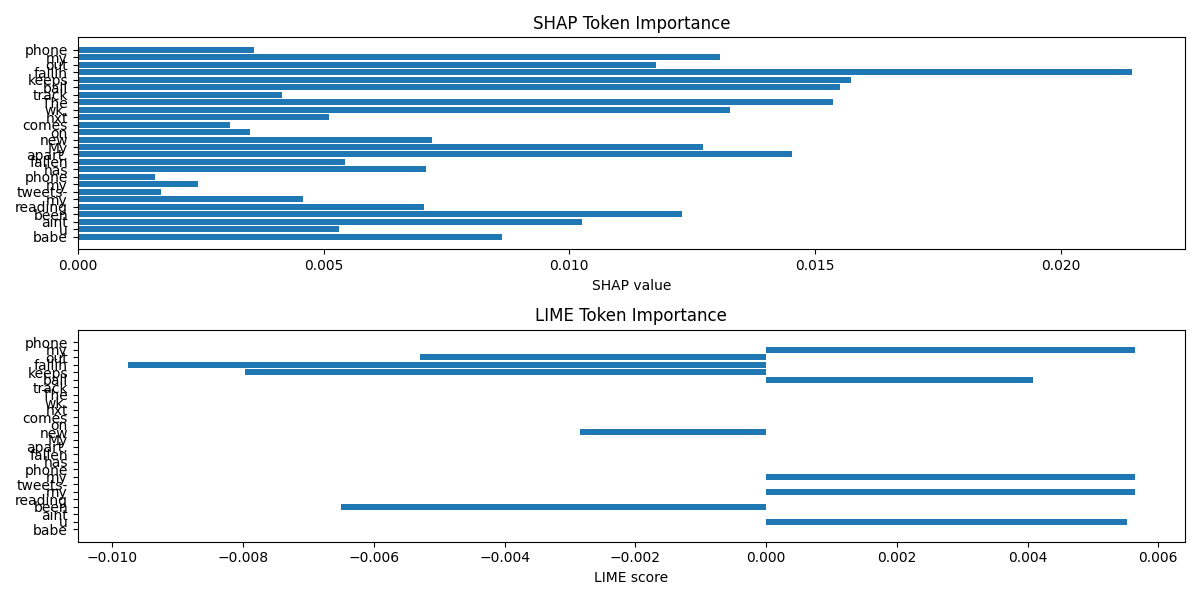 SHAP Token Importance
phone
my
out
fallin
keeps
ball
track
The
wk.
nxt
comes
on
new
My
apart.
fallen
has
phone
my
tweets-
my
reading
been
aint
u
babe
0.000 0.005 0.010 0.015 0.020
SHAP value
LIME Token Importance
phone
my
out
fallin
keeps
ball
track
The
wk.
nxt
comes
on
new
My
apart.
fallen
has
phone
my
tweets-
my
reading
been
aint
u
babe
−0.010 −0.008 −0.006 −0.004 −0.002 0.000 0.002 0.004 0.006
LIME score